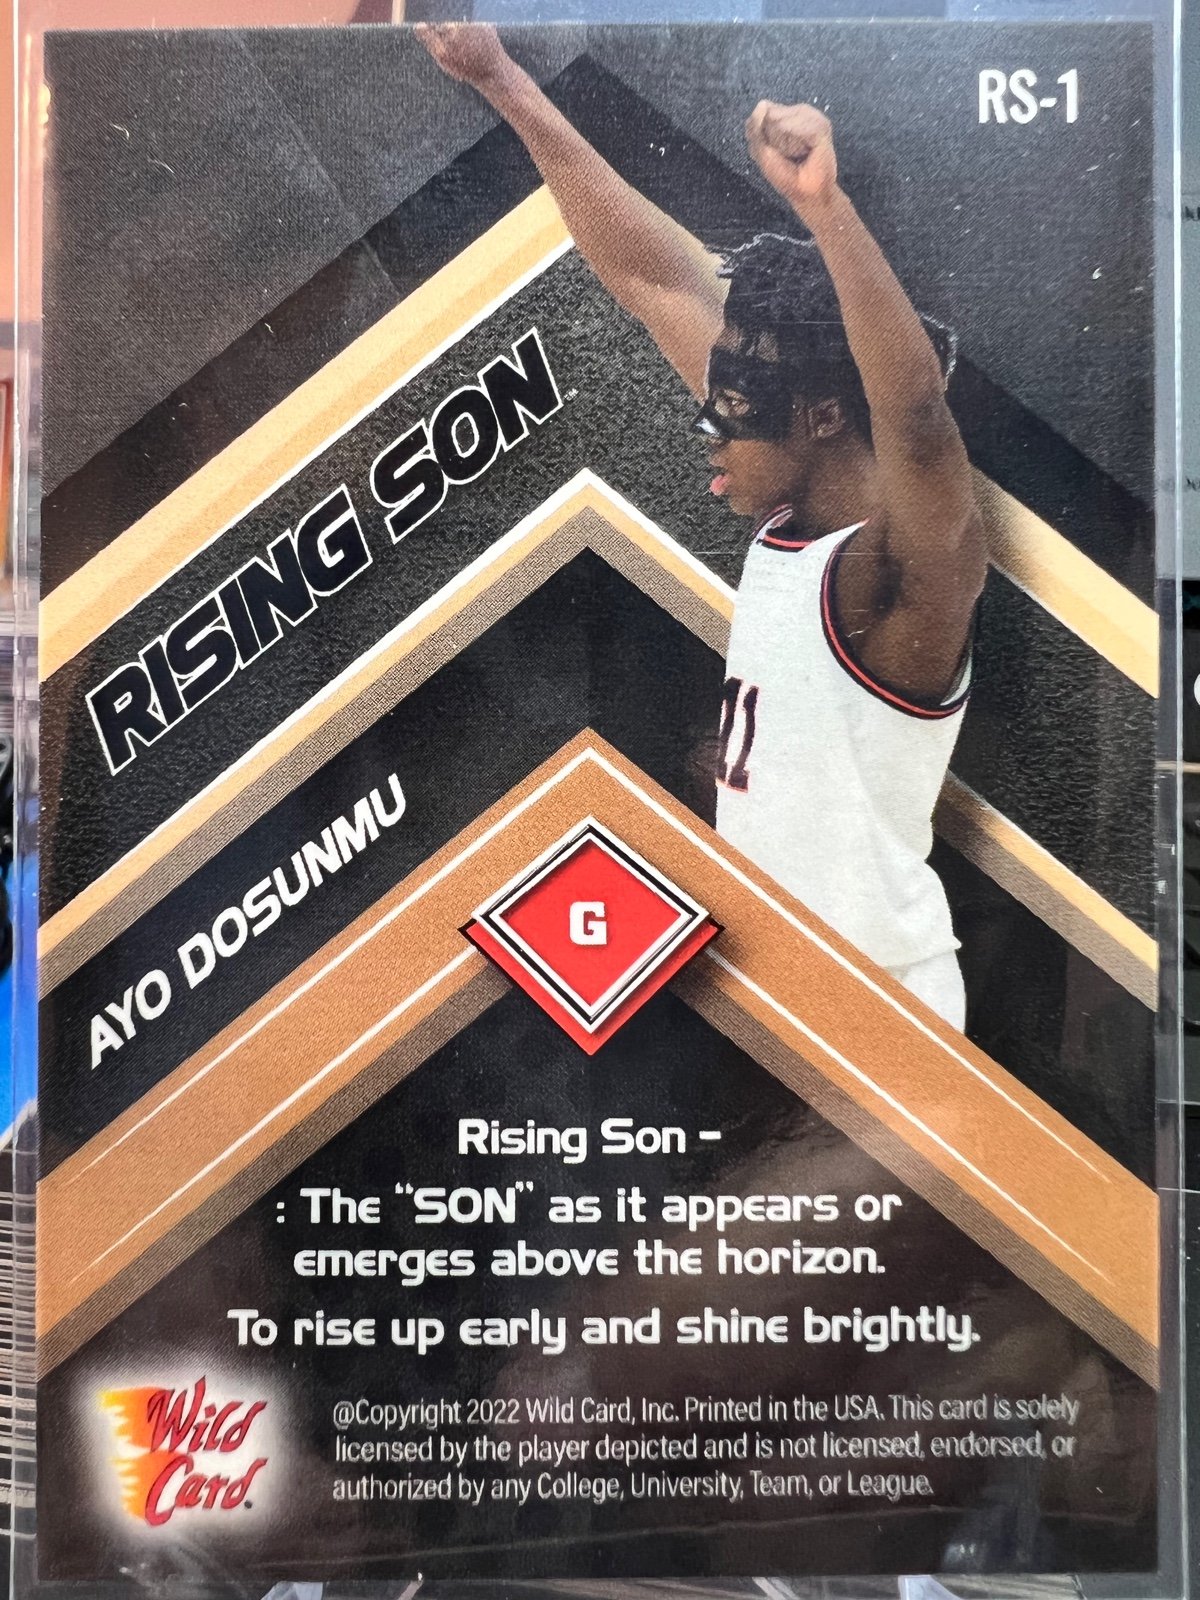 RS-1
RISING SON™
AYO DOSUNMU
11
G
Rising Son –
: The “SON” as it appears or
emerges above the horizon.
To rise up early and shine brightly.
Wild
Card
@Copyright 2022 Wild Card, Inc. Printed in the USA. This card is solely
licensed by the player depicted and is not licensed, endorsed, or
authorized by any College, University, Team, or League.